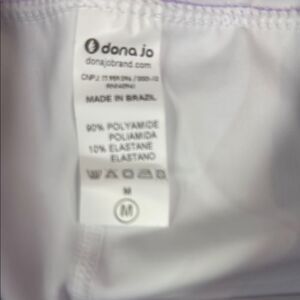 dona jo
donajobrand.com
MADE IN BRAZIL
90% POLYAMIDE
POLIAMIDA
10% ELASTANE
ELASTANO
M
M